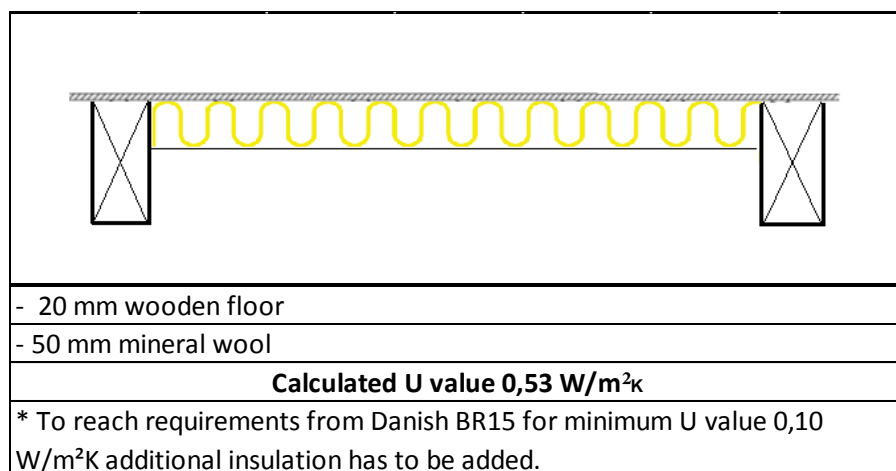 - 20 mm wooden floor
- 50 mm mineral wool
Calculated U value 0,53 W/m²K
* To reach requirements from Danish BR15 for minimum U value 0,10
W/m²K additional insulation has to be added.